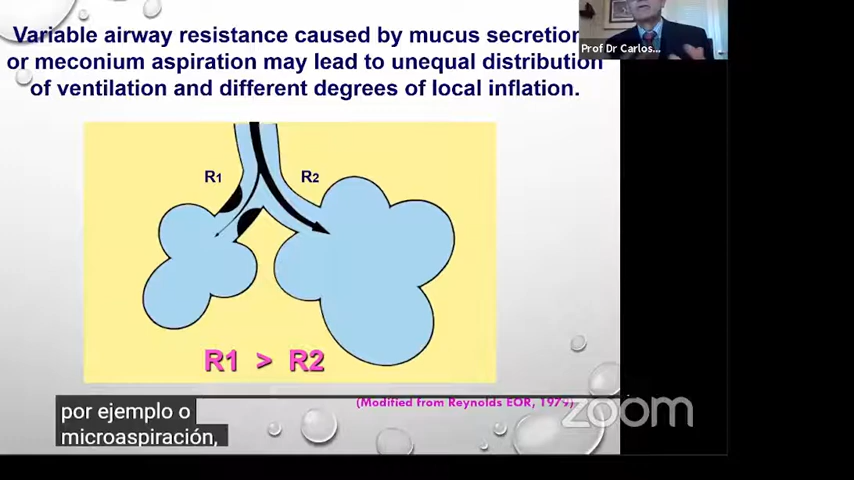 Variable airway resistance caused by mucus secretion
or meconium aspiration may lead to unequal distribution
of ventilation and different degrees of local inflation.
Prof Dr Carlos...
R1 R2
R1 > R2
(Modified from Reynolds EOR, 1979)
por ejemplo o
microaspiración,
zoom